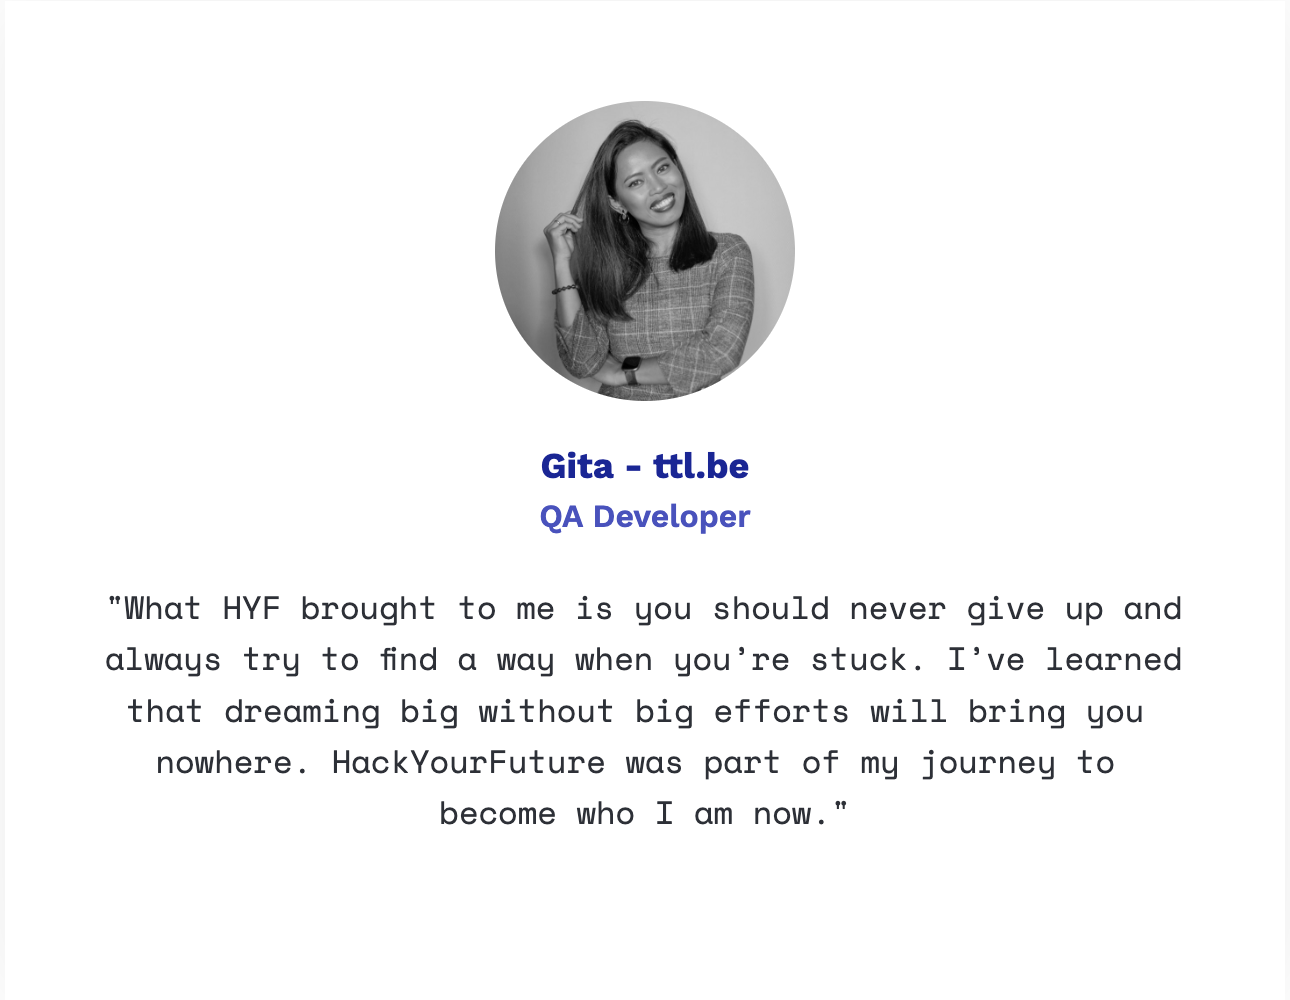 Gita - ttl.be
QA Developer
"What HYF brought to me is you should never give up and
always try to find a way when you’re stuck. I’ve learned
that dreaming big without big efforts will bring you
nowhere. HackYourFuture was part of my journey to
become who I am now."